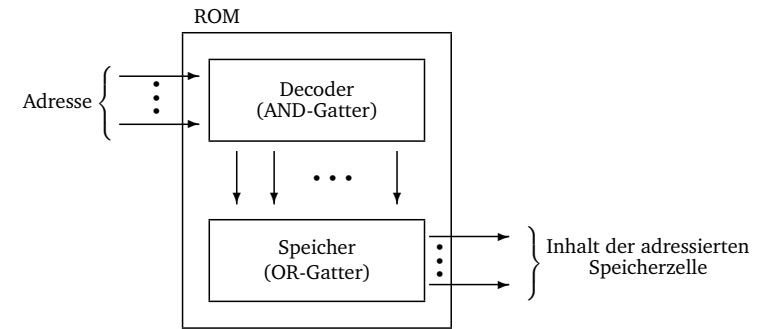 ROM
Adresse
Decoder
(AND-Gatter)
Speicher
(OR-Gatter)
Inhalt der adressierten
Speicherzelle